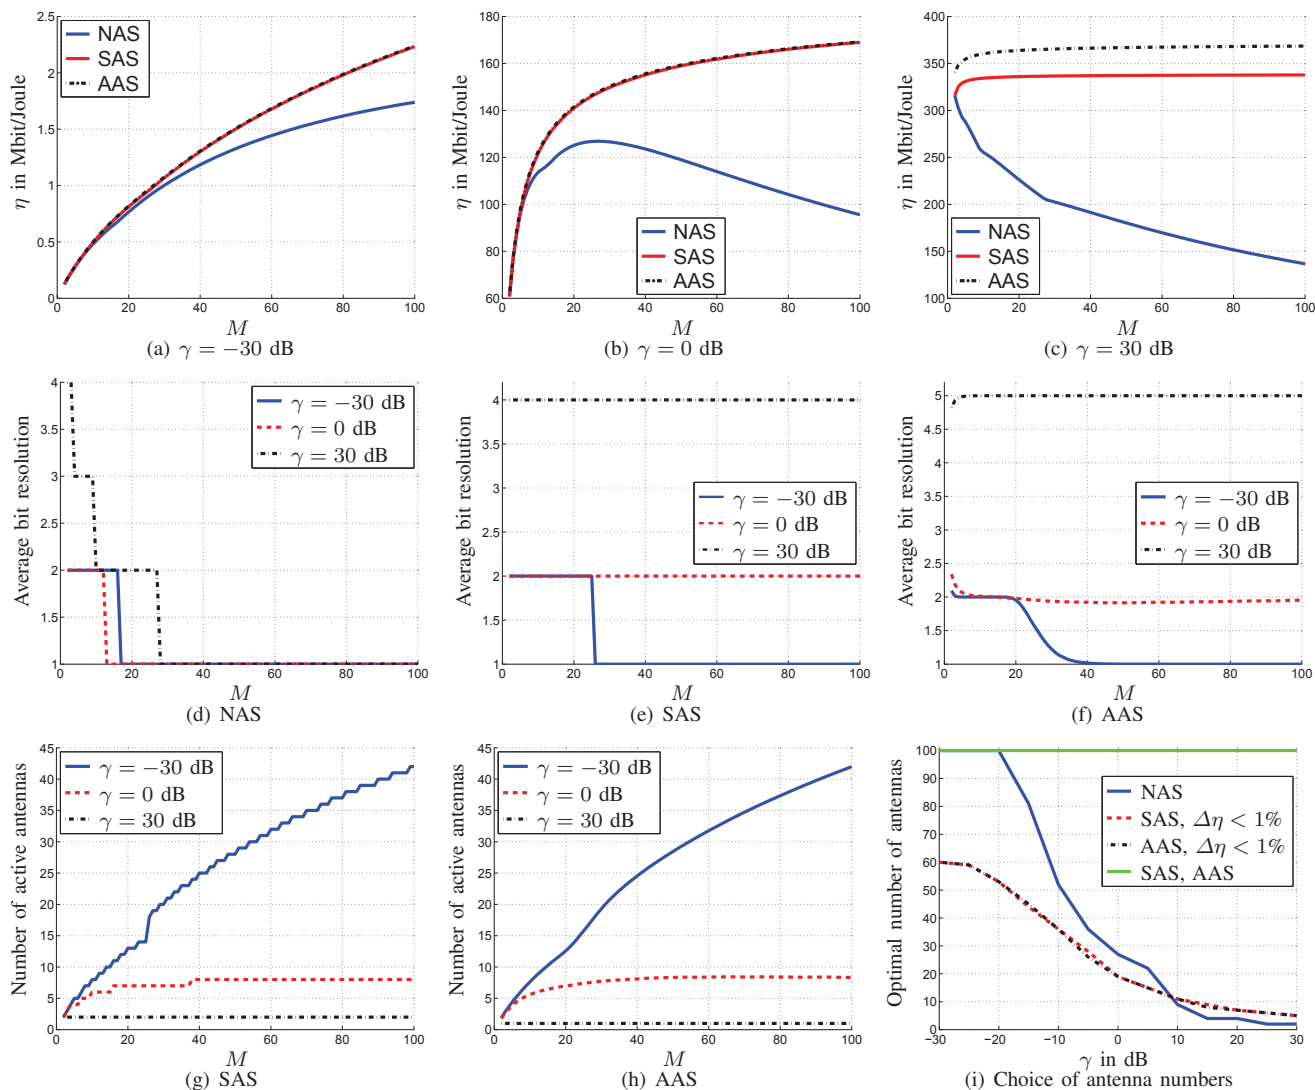 2.5
2
1.5
1
0.5
0
0 20 40 60 80 100
η in Mbit/Joule
M
NAS
SAS
AAS
(a) γ = −30 dB
180
160
140
120
100
80
60
0 20 40 60 80 100
η in Mbit/Joule
M
NAS
SAS
AAS
(b) γ = 0 dB
400
350
300
250
200
150
100
0 20 40 60 80 100
η in Mbit/Joule
M
NAS
SAS
AAS
(c) γ = 30 dB
4
3.5
3
2.5
2
1.5
1
0 20 40 60 80 100
Average bit resolution
M
γ = −30 dB
γ = 0 dB
γ = 30 dB
(d) NAS
4
3.5
3
2.5
2
1.5
1
0 20 40 60 80 100
Average bit resolution
M
γ = −30 dB
γ = 0 dB
γ = 30 dB
(e) SAS
5
4.5
4
3.5
3
2.5
2
1.5
1
0 20 40 60 80 100
Average bit resolution
M
γ = −30 dB
γ = 0 dB
γ = 30 dB
(f) AAS
45
40
35
30
25
20
15
10
5
0
0 20 40 60 80 100
Number of active antennas
M
γ = −30 dB
γ = 0 dB
γ = 30 dB
(g) SAS
45
40
35
30
25
20
15
10
5
0
0 20 40 60 80 100
Number of active antennas
M
γ = −30 dB
γ = 0 dB
γ = 30 dB
(h) AAS
100
90
80
70
60
50
40
30
20
10
0
−30 −20 −10 0 10 20 30
Optimal number of antennas
γ in dB
NAS
SAS, Δη < 1%
AAS, Δη < 1%
SAS, AAS
(i) Choice of antenna numbers